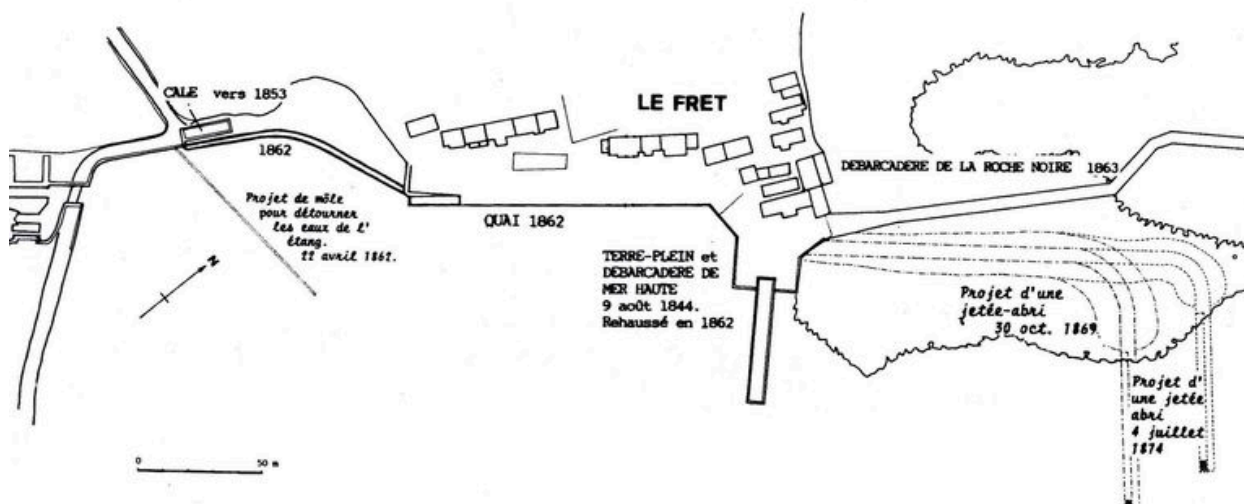 CALE vers 1853
1862
Projet de môle
pour détourner
les eaux de l'
étang.
22 avril 1862.
N
0
50 m
LE FRET
QUAI 1862
TERRE-PLEIN et
DEBARCADERE DE
MER HAUTE
9 août 1844.
Rehaussé en 1862
DEBARCADERE DE LA ROCHE NOIRE 1863
Projet d'une
jetée-abri
30 oct. 1869
Projet d'
une jetée
abri
4 juillet
1874